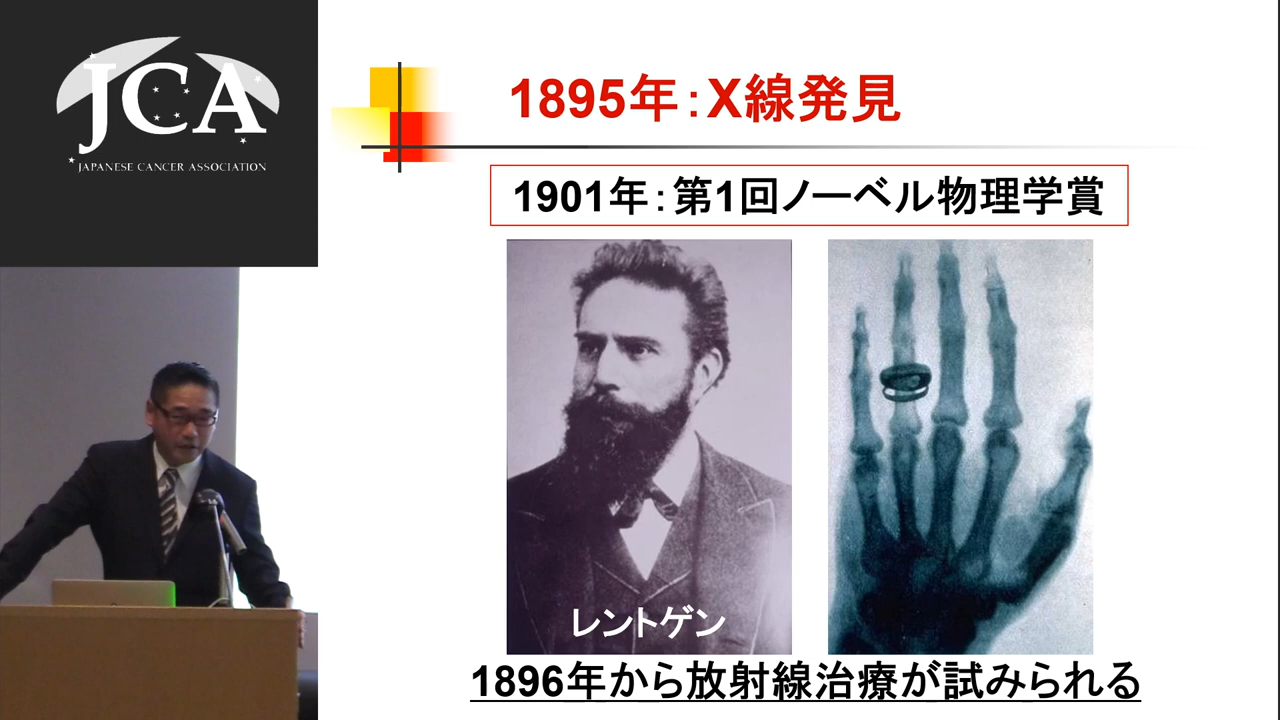 JCA
JAPANESE CANCER ASSOCIATION
1895年：X線発見
1901年：第1回ノーベル物理学賞
レントゲン
1896年から放射線治療が試みられる